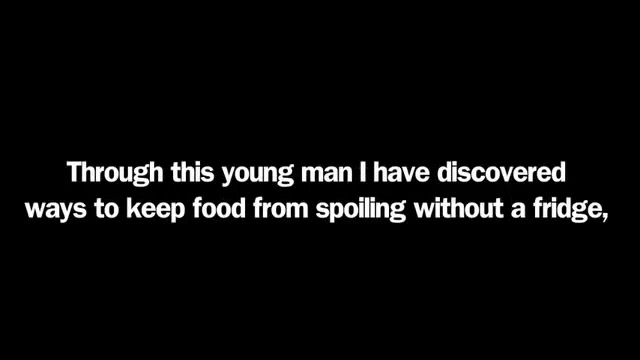 Through this young man I have discovered
ways to keep food from spoiling without a fridge,